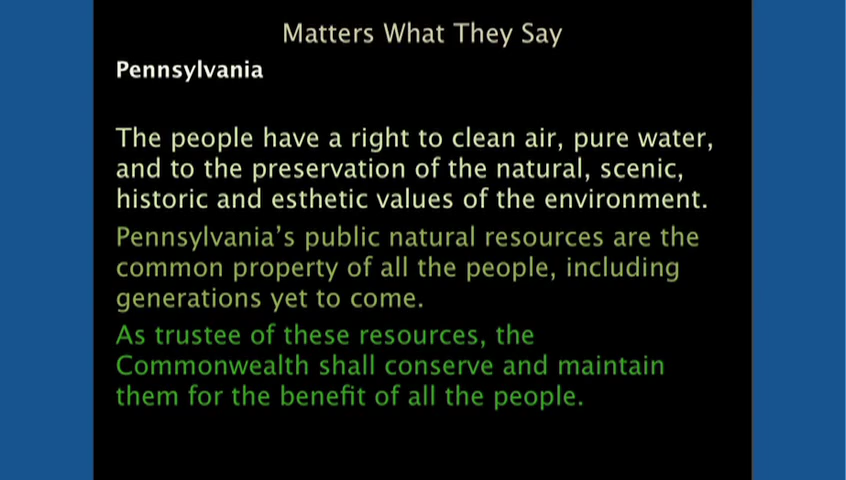 Matters What They Say
Pennsylvania
The people have a right to clean air, pure water,
and to the preservation of the natural, scenic,
historic and esthetic values of the environment.
Pennsylvania’s public natural resources are the
common property of all the people, including
generations yet to come.
As trustee of these resources, the
Commonwealth shall conserve and maintain
them for the benefit of all the people.